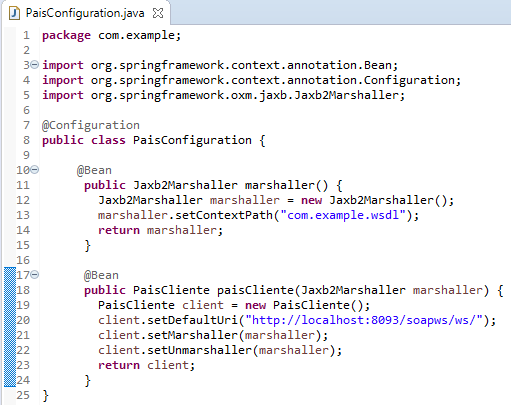 PaisConfiguration.java
1 package com.example;
2
3 import org.springframework.context.annotation.Bean;
4 import org.springframework.context.annotation.Configuration;
5 import org.springframework.oxm.jaxb.Jaxb2Marshaller;
6
7 @Configuration
8 public class PaisConfiguration {
9
10 @Bean
11 public Jaxb2Marshaller marshaller() {
12 Jaxb2Marshaller marshaller = new Jaxb2Marshaller();
13 marshaller.setContextPath("com.example.wsdl");
14 return marshaller;
15 }
16
17 @Bean
18 public PaisCliente paisCliente(Jaxb2Marshaller marshaller) {
19 PaisCliente client = new PaisCliente();
20 client.setDefaultUri("http://localhost:8093/soapws/ws/");
21 client.setMarshaller(marshaller);
22 client.setUnmarshaller(marshaller);
23 return client;
24 }
25 }